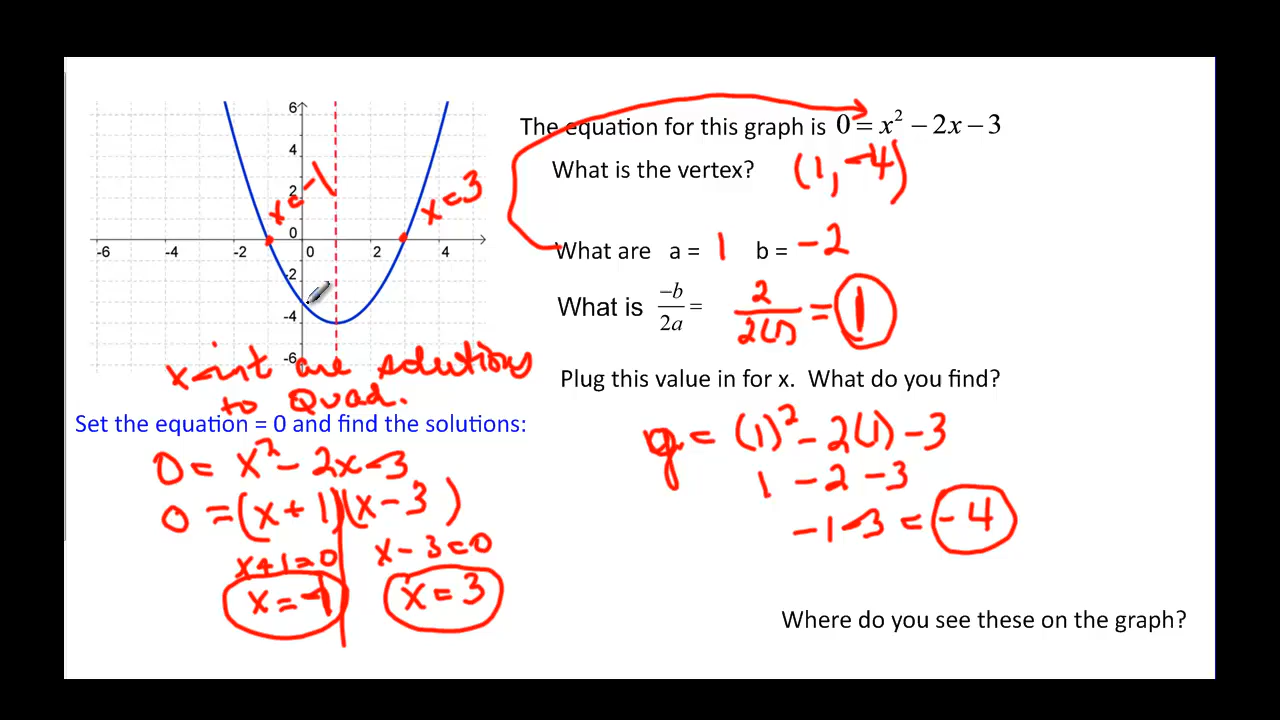 6
4
2
0
-6 -4 -2 0 2 4
-2
-4
-6
x=-1
x=3
x-int are solutions
to Quad.
Set the equation = 0 and find the solutions:
0 = x² - 2x - 3
0 = (x + 1)(x - 3)
x+1=0 x - 3 = 0
x = -1 x = 3
The equation for this graph is 0 = x² − 2x − 3
What is the vertex? (1, -4)
What are a = 1 b = -2
What is −b/2a = 2/2(1) = 1
Plug this value in for x. What do you find?
y = (1)² - 2(1) - 3
1 - 2 - 3
-1-3 = -4
Where do you see these on the graph?